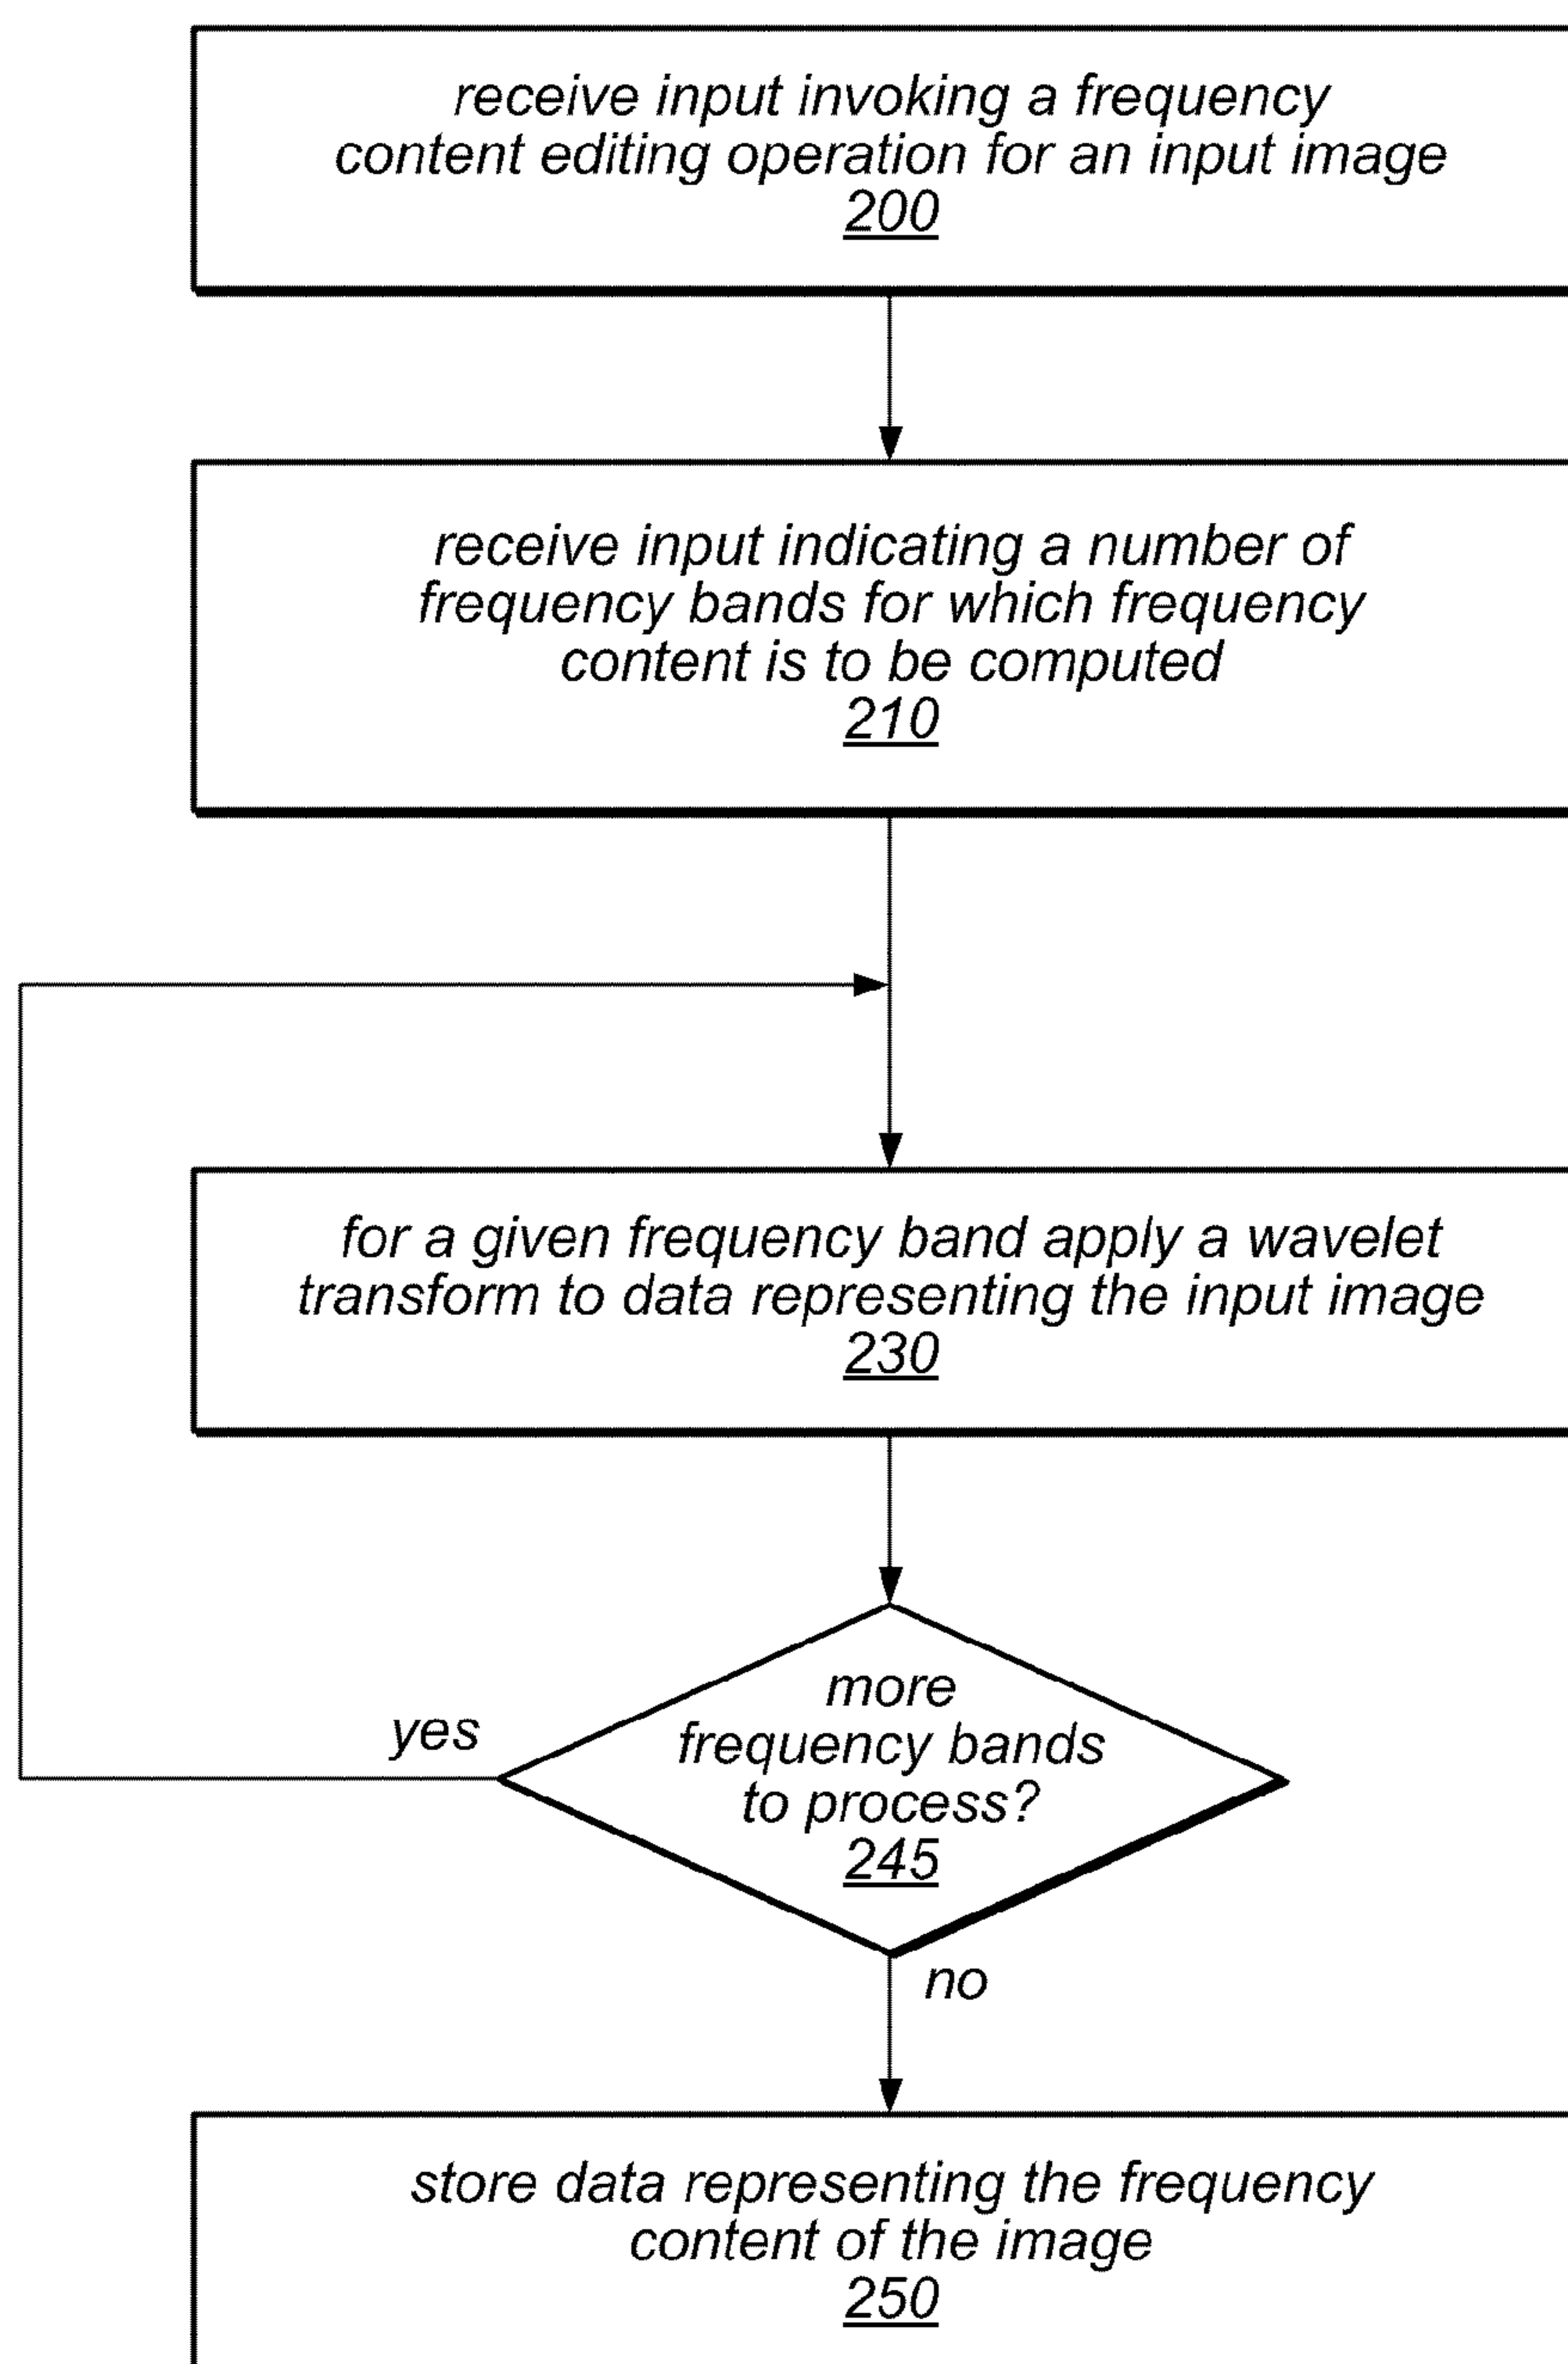 receive input invoking a frequency
content editing operation for an input image
200
receive input indicating a number of
frequency bands for which frequency
content is to be computed
210
for a given frequency band apply a wavelet
transform to data representing the input image
230
more
frequency bands
to process?
245
yes
no
store data representing the frequency
content of the image
250